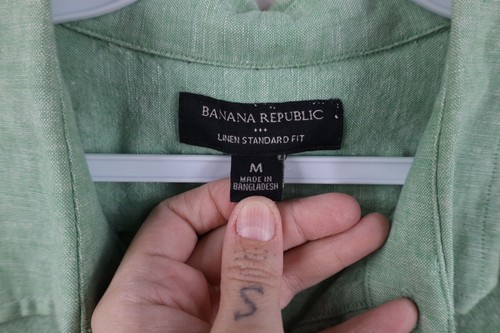 BANANA REPUBLIC
LINEN STANDARD FIT
M
MADE IN
BANGLADESH